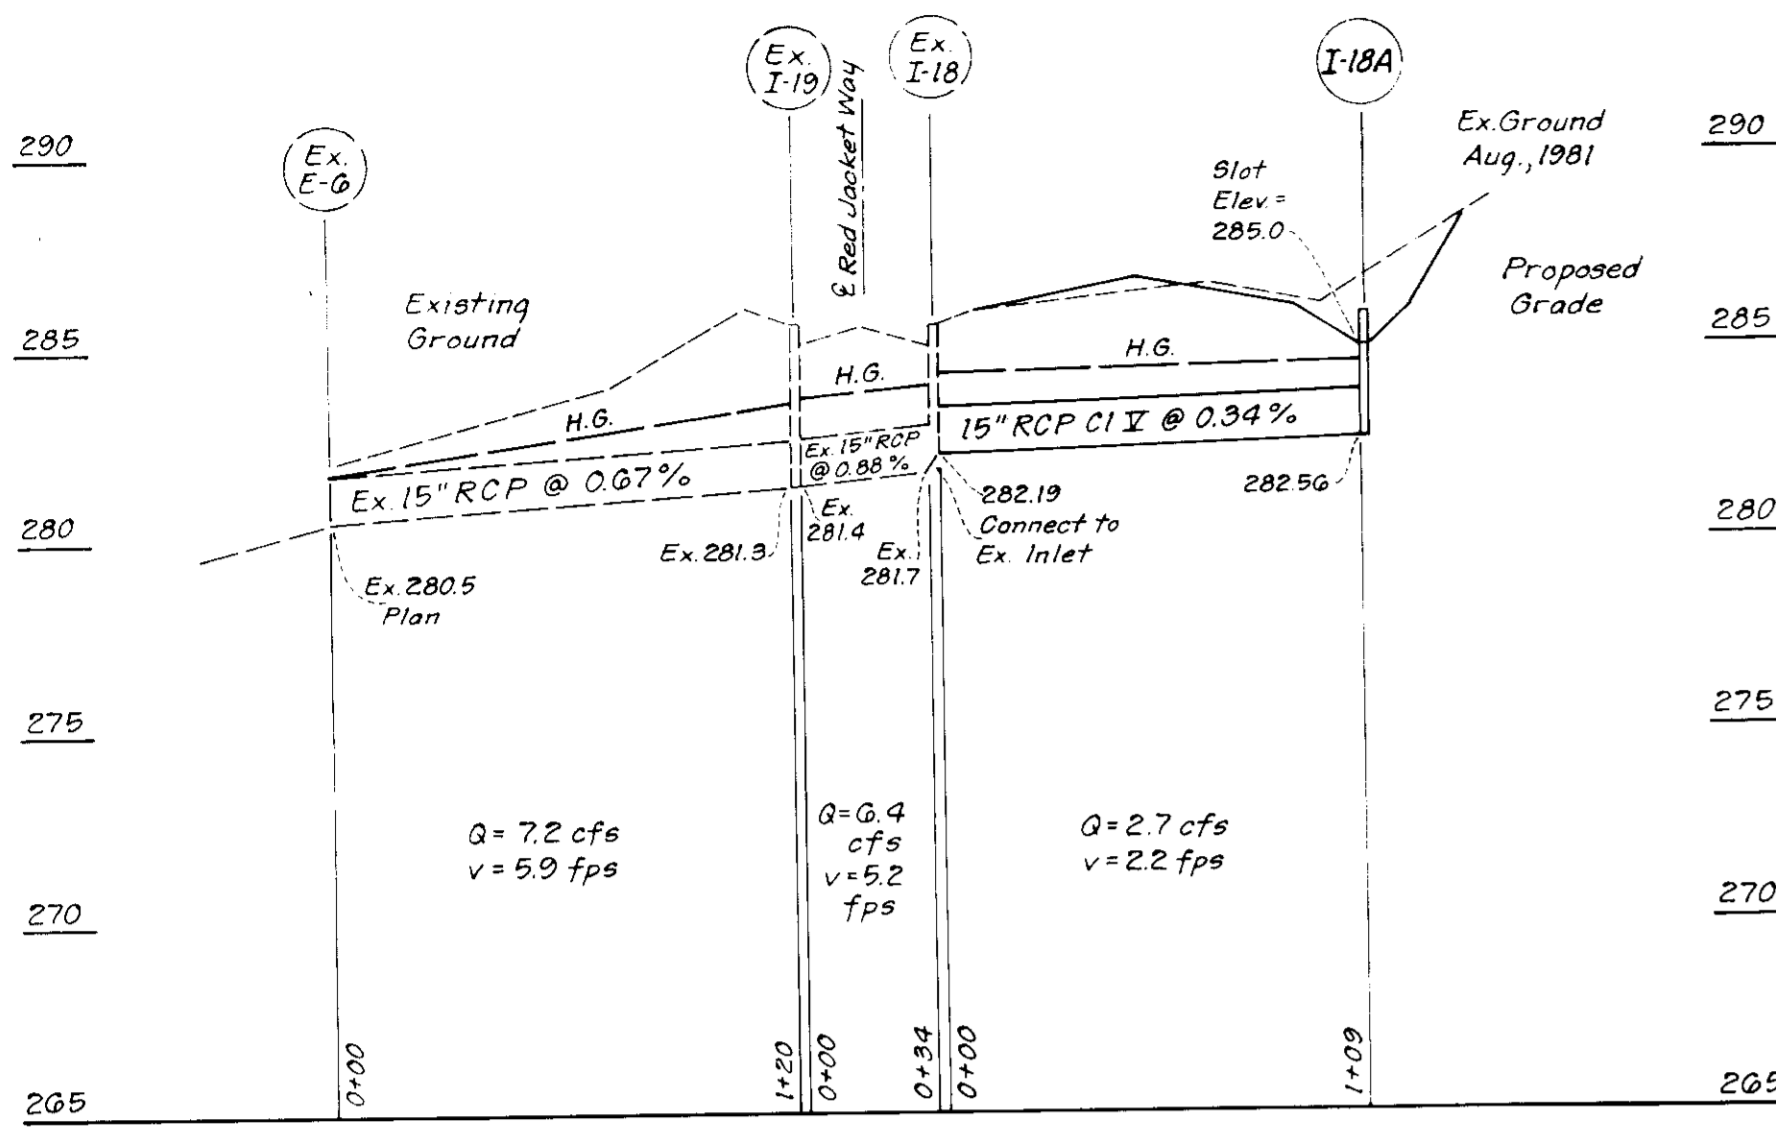 Ex.
E-6
Ex.
I-19
℄ Red Jacket Way
Ex.
I-18
I-18A
290
285
280
275
270
265
290
285
280
275
270
265
Existing
Ground
Slot
Elev. =
285.0
Ex. Ground
Aug., 1981
Proposed
Grade
H.G.
H.G.
H.G.
Ex. 15" RCP @ 0.67%
Ex. 15" RCP
@ 0.88%
15" RCP Cl V @ 0.34%
Ex. 280.5
Plan
Ex. 281.3
Ex.
281.4
Ex.
281.7
282.19
Connect to
Ex. Inlet
282.56
Q = 7.2 cfs
v = 5.9 fps
Q = 6.4
cfs
v = 5.2
fps
Q = 2.7 cfs
v = 2.2 fps
0+00
1+20
0+00
0+34
0+00
1+09